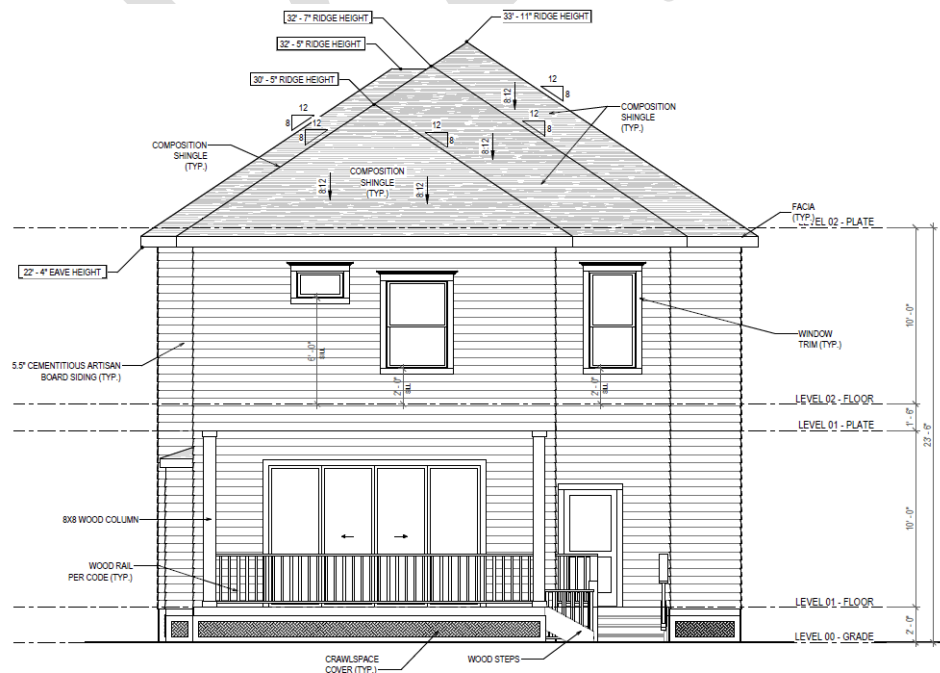 32' - 7" RIDGE HEIGHT
33' - 11" RIDGE HEIGHT
32' - 5" RIDGE HEIGHT
30' - 5" RIDGE HEIGHT
12
8
12
8
12
8
12
8
12
8
8:12
8:12
8:12
8:12
COMPOSITION
SHINGLE
(TYP.)
COMPOSITION
SHINGLE
(TYP.)
COMPOSITION
SHINGLE
(TYP.)
FACIA
(TYP.)
LEVEL 02 - PLATE
22' - 4" EAVE HEIGHT
10' - 0"
WINDOW
TRIM (TYP.)
6' - 0"
SILL
2' - 0"
SILL
2' - 0"
SILL
5.5" CEMENTITIOUS ARTISAN
BOARD SIDING (TYP.)
LEVEL 02 - FLOOR
1' - 6"
LEVEL 01 - PLATE
23' - 6"
8X8 WOOD COLUMN
10' - 0"
WOOD RAIL
PER CODE (TYP.)
LEVEL 01 - FLOOR
2' - 0"
LEVEL 00 - GRADE
CRAWLSPACE
COVER (TYP.)
WOOD STEPS